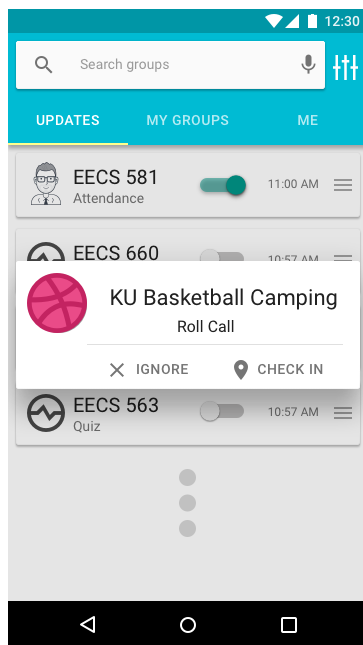 12:30
Search groups
UPDATES MY GROUPS ME
EECS 581
Attendance
11:00 AM
EECS 660
10:57 AM
KU Basketball Camping
Roll Call
IGNORE CHECK IN
EECS 563
Quiz
10:57 AM